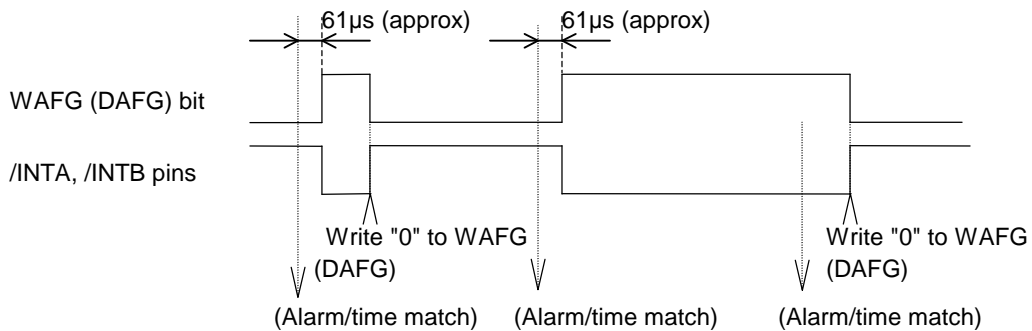 61µs (approx)
61µs (approx)
WAFG (DAFG) bit
/INTA, /INTB pins
Write "0" to WAFG
(DAFG)
Write "0" to WAFG
(DAFG)
(Alarm/time match)
(Alarm/time match)
(Alarm/time match)